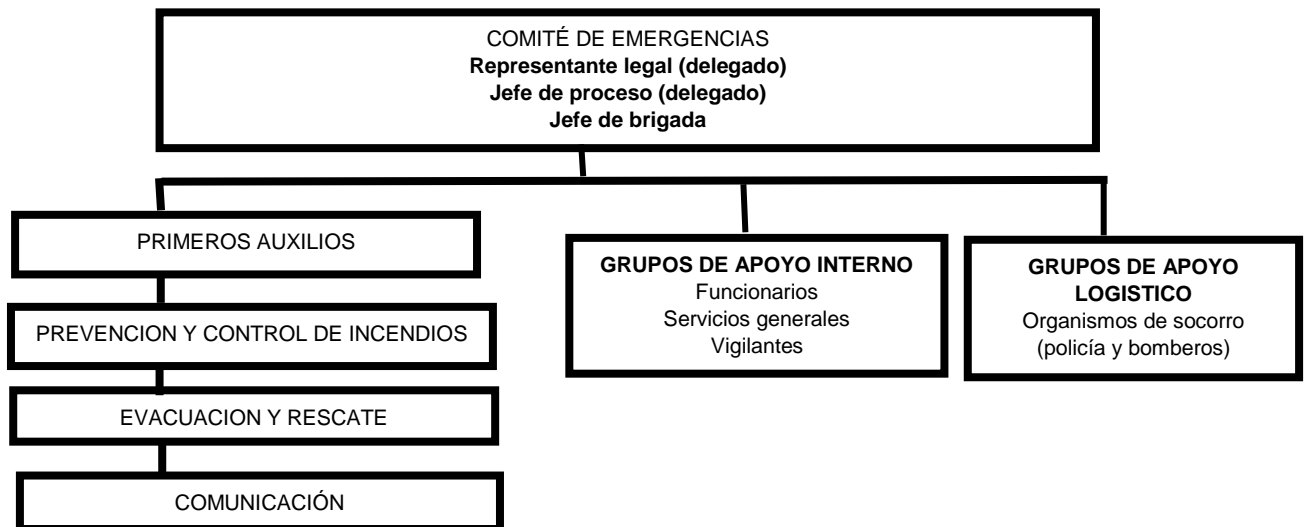 COMITÉ DE EMERGENCIAS
Representante legal (delegado)
Jefe de proceso (delegado)
Jefe de brigada
PRIMEROS AUXILIOS
PREVENCION Y CONTROL DE INCENDIOS
EVACUACION Y RESCATE
COMUNICACIÓN
GRUPOS DE APOYO INTERNO
Funcionarios
Servicios generales
Vigilantes
GRUPOS DE APOYO
LOGISTICO
Organismos de socorro
(policía y bomberos)